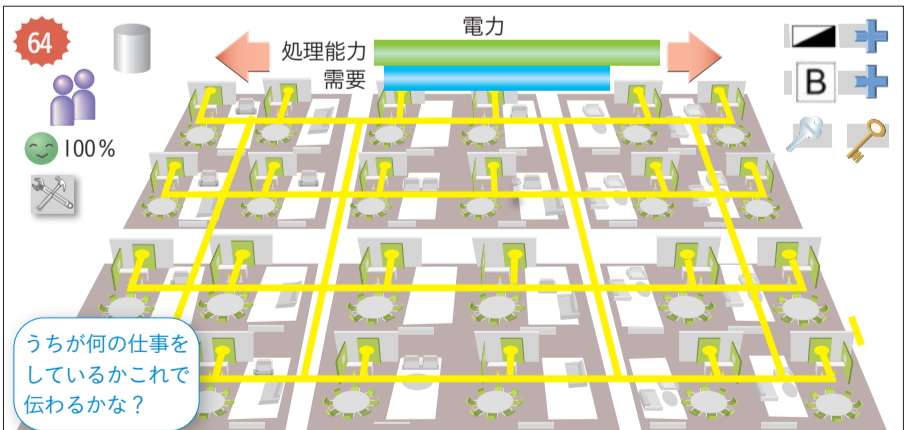 64
電力
処理能力
需要
100%
B
うちが何の仕事を
しているかこれで
伝わるかな？